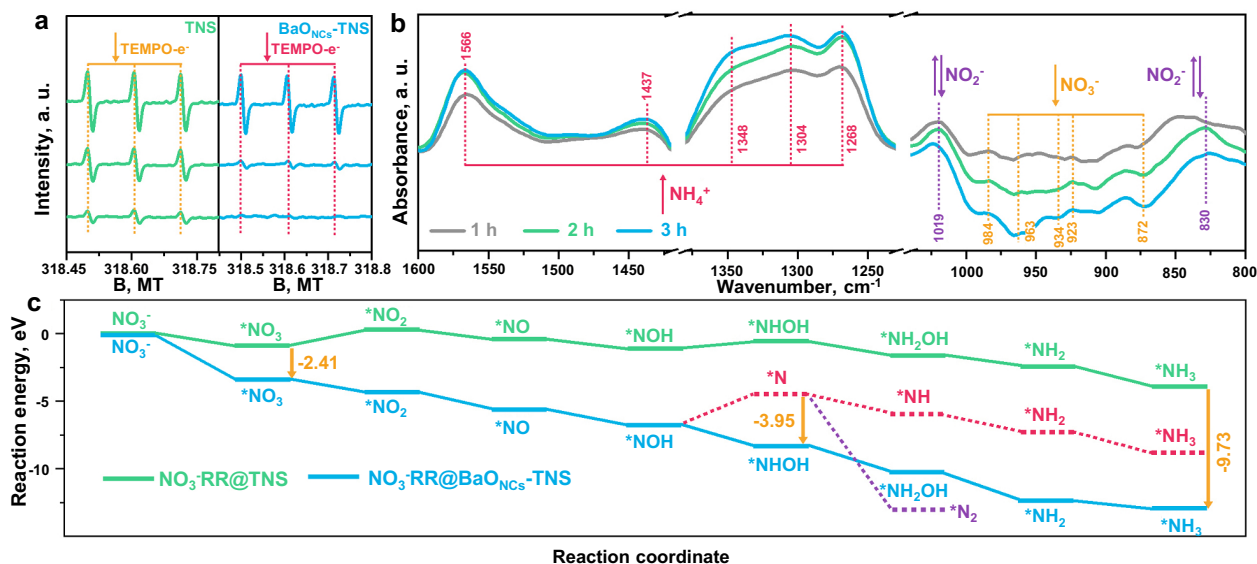 a
TNS
BaO_NCs-TNS
TEMPO-e⁻
TEMPO-e⁻
Intensity, a. u.
318.45
318.60
318.75
318.5
318.6
318.7
318.8
B, MT
B, MT
b
Absorbance, a. u.
1566
1437
1348
1304
1268
NH₄⁺
1 h
2 h
3 h
NO₂⁻
NO₃⁻
NO₂⁻
1019
984
963
934
923
872
830
1600
1550
1500
1450
1350
1300
1250
1000
950
900
850
800
Wavenumber, cm⁻¹
c
Reaction energy, eV
0
-5
-10
NO₃⁻
NO₃⁻
*NO₃
*NO₂
*NO
*NOH
*NHOH
*NH₂OH
*NH₂
*NH₃
-2.41
*NO₃
*NO₂
*NO
*NOH
*N
*NH
*NH₂
*NH₃
-3.95
*NHOH
*NH₂OH
*N₂
*NH₂
*NH₃
-9.73
NO₃⁻RR@TNS
NO₃⁻RR@BaO_NCs-TNS
Reaction coordinate